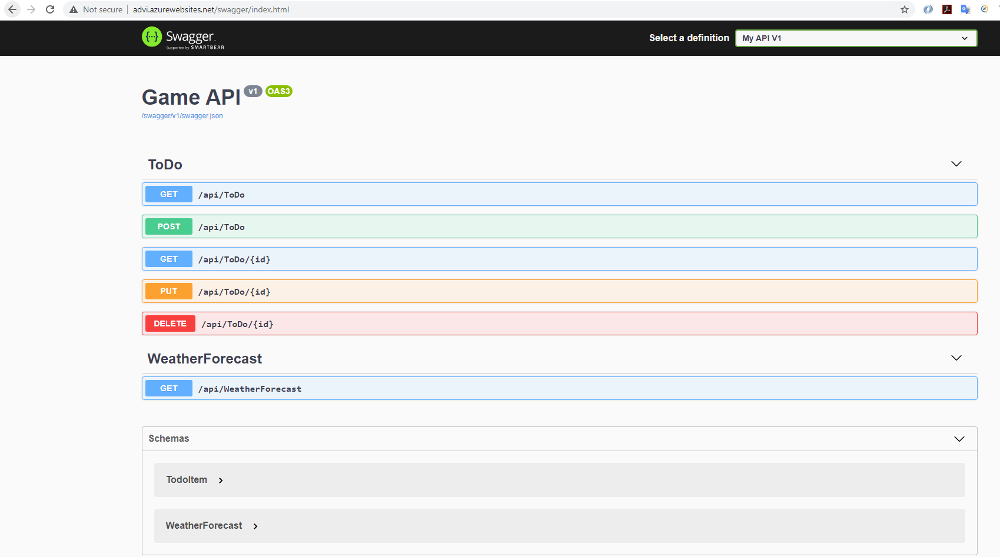 Not secure advi.azurewebsites.net/swagger/index.html
{···} Swagger
Supported by SMARTBEAR
Select a definition My API V1
Game API v1 OAS3
/swagger/v1/swagger.json
ToDo
GET /api/ToDo
POST /api/ToDo
GET /api/ToDo/{id}
PUT /api/ToDo/{id}
DELETE /api/ToDo/{id}
WeatherForecast
GET /api/WeatherForecast
Schemas
TodoItem
WeatherForecast